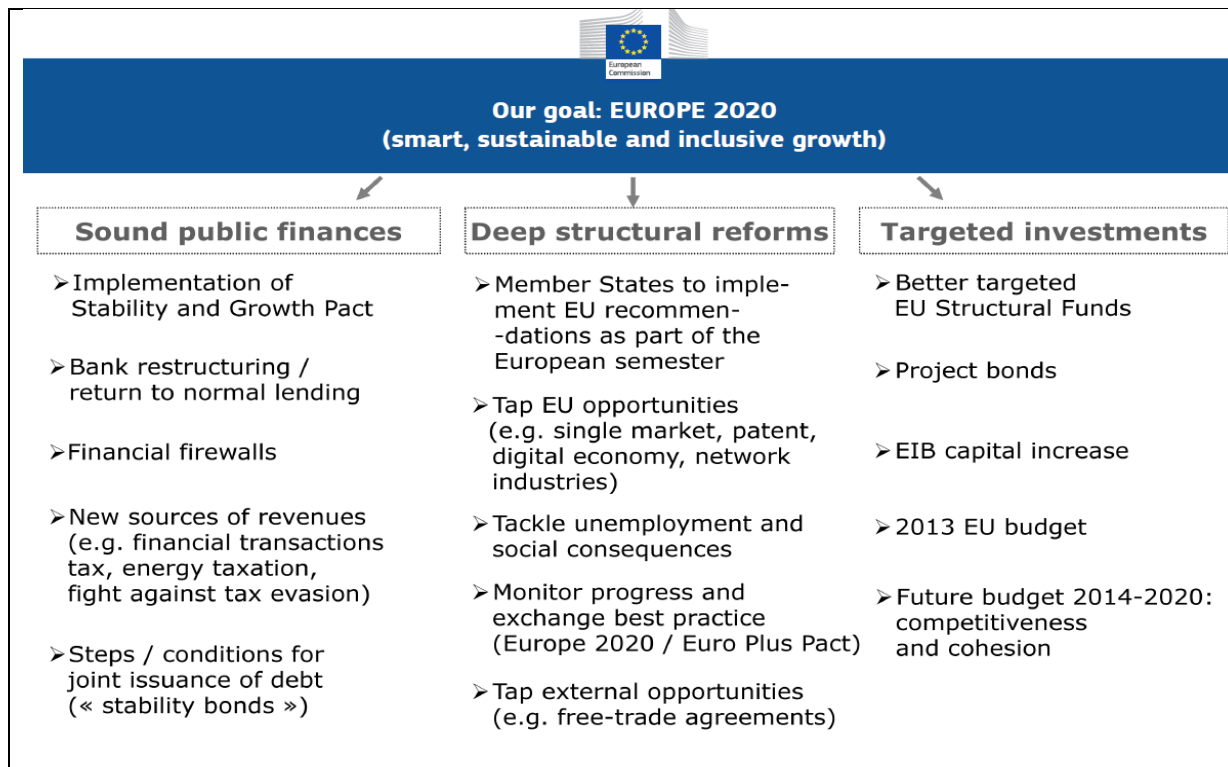 European
Commission
Our goal: EUROPE 2020
(smart, sustainable and inclusive growth)
Sound public finances
➢Implementation of
Stability and Growth Pact
➢Bank restructuring /
return to normal lending
➢Financial firewalls
➢New sources of revenues
(e.g. financial transactions
tax, energy taxation,
fight against tax evasion)
➢Steps / conditions for
joint issuance of debt
(« stability bonds »)
Deep structural reforms
➢Member States to imple-
ment EU recommen-
-dations as part of the
European semester
➢Tap EU opportunities
(e.g. single market, patent,
digital economy, network
industries)
➢Tackle unemployment and
social consequences
➢Monitor progress and
exchange best practice
(Europe 2020 / Euro Plus Pact)
➢Tap external opportunities
(e.g. free-trade agreements)
Targeted investments
➢Better targeted
EU Structural Funds
➢Project bonds
➢EIB capital increase
➢2013 EU budget
➢Future budget 2014-2020:
competitiveness
and cohesion